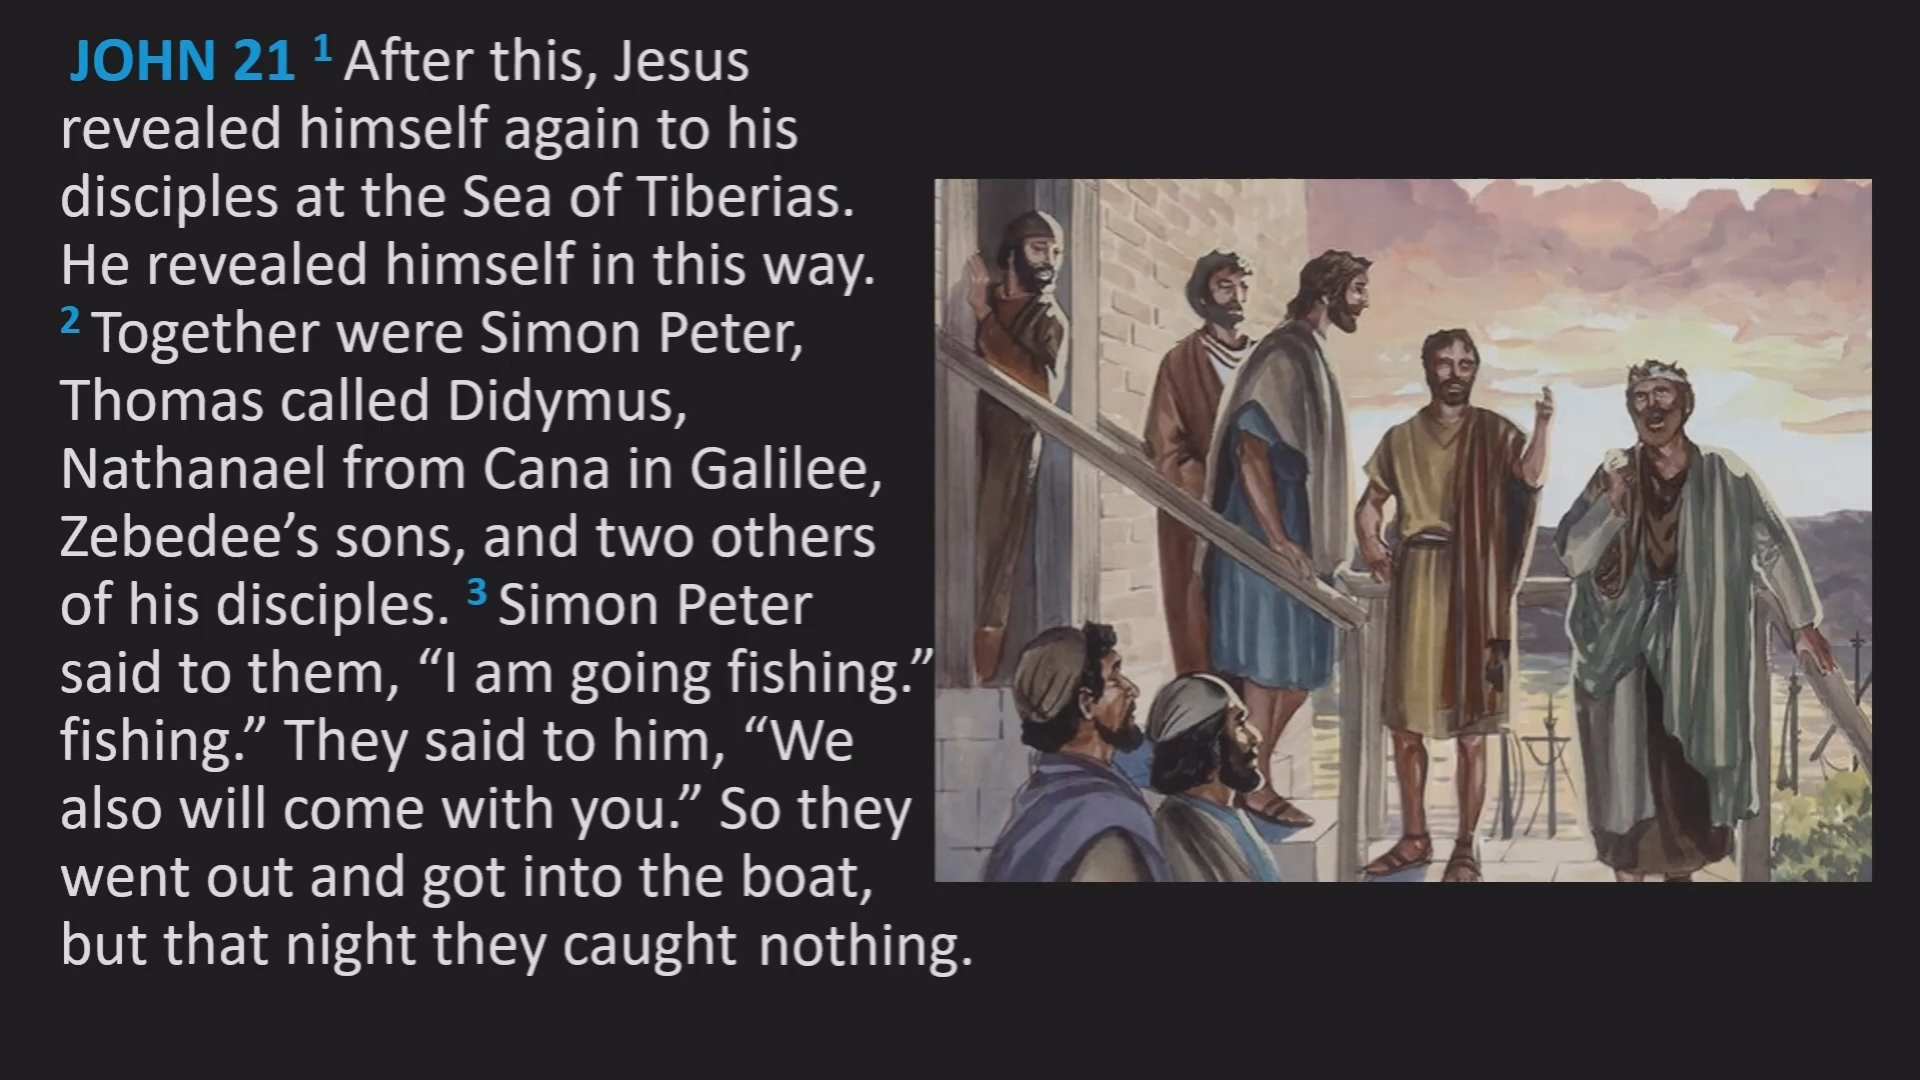 JOHN 21 1 After this, Jesus
revealed himself again to his
disciples at the Sea of Tiberias.
He revealed himself in this way.
2 Together were Simon Peter,
Thomas called Didymus,
Nathanael from Cana in Galilee,
Zebedee’s sons, and two others
of his disciples. 3 Simon Peter
said to them, “I am going fishing.”
fishing.” They said to him, “We
also will come with you.” So they
went out and got into the boat,
but that night they caught nothing.